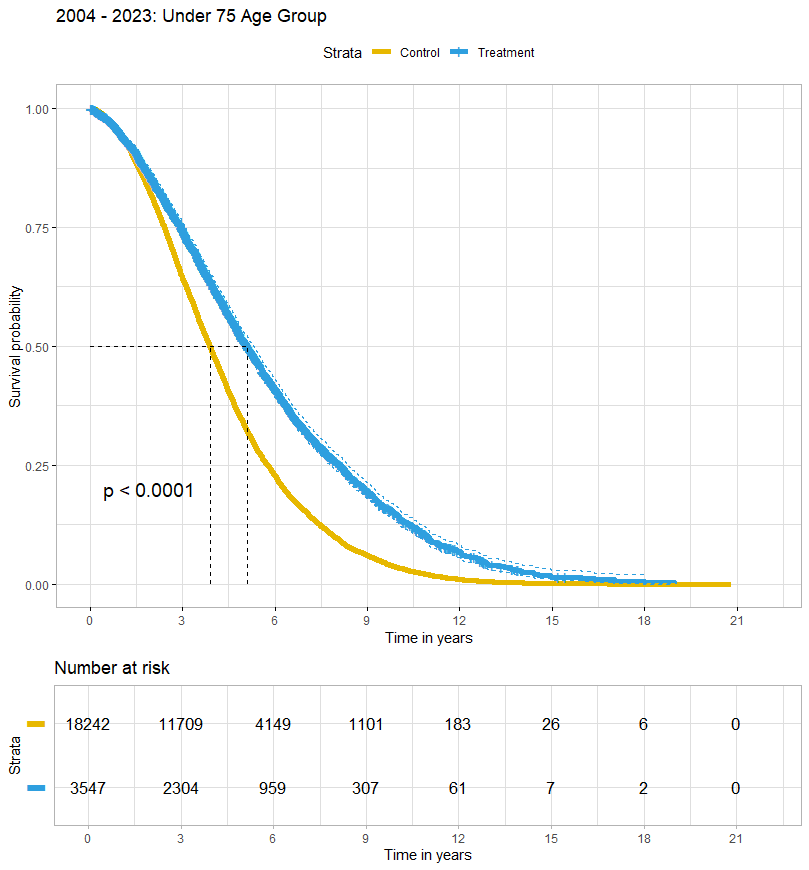 2004 - 2023: Under 75 Age Group
Strata Control Treatment
1.00
0.75
0.50
0.25
0.00
Survival probability
p < 0.0001
0 3 6 9 12 15 18 21
Time in years
Number at risk
Strata
18242 11709 4149 1101 183 26 6 0
3547 2304 959 307 61 7 2 0
0 3 6 9 12 15 18 21
Time in years